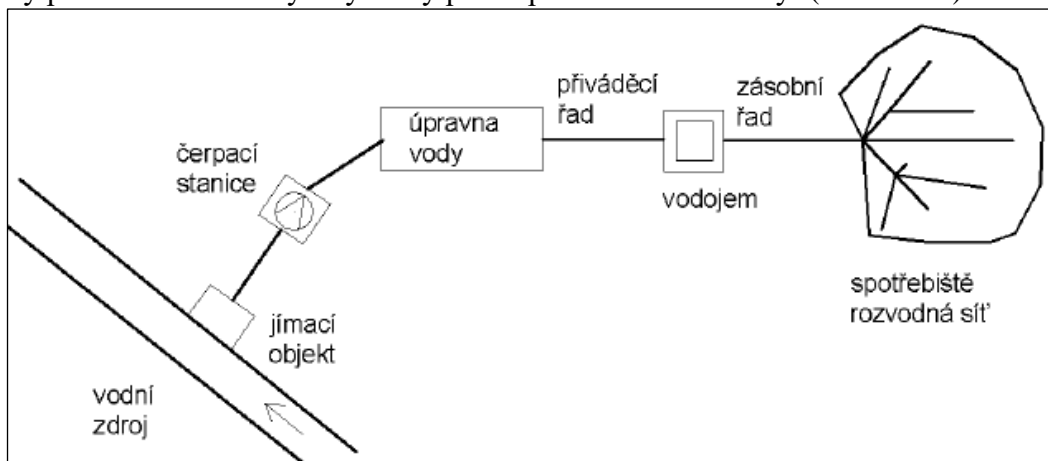 přiváděcí
řad
zásobní
řad
úpravna
vody
čerpací
stanice
vodojem
spotřebiště
rozvodná síť
jímací
objekt
vodní
zdroj